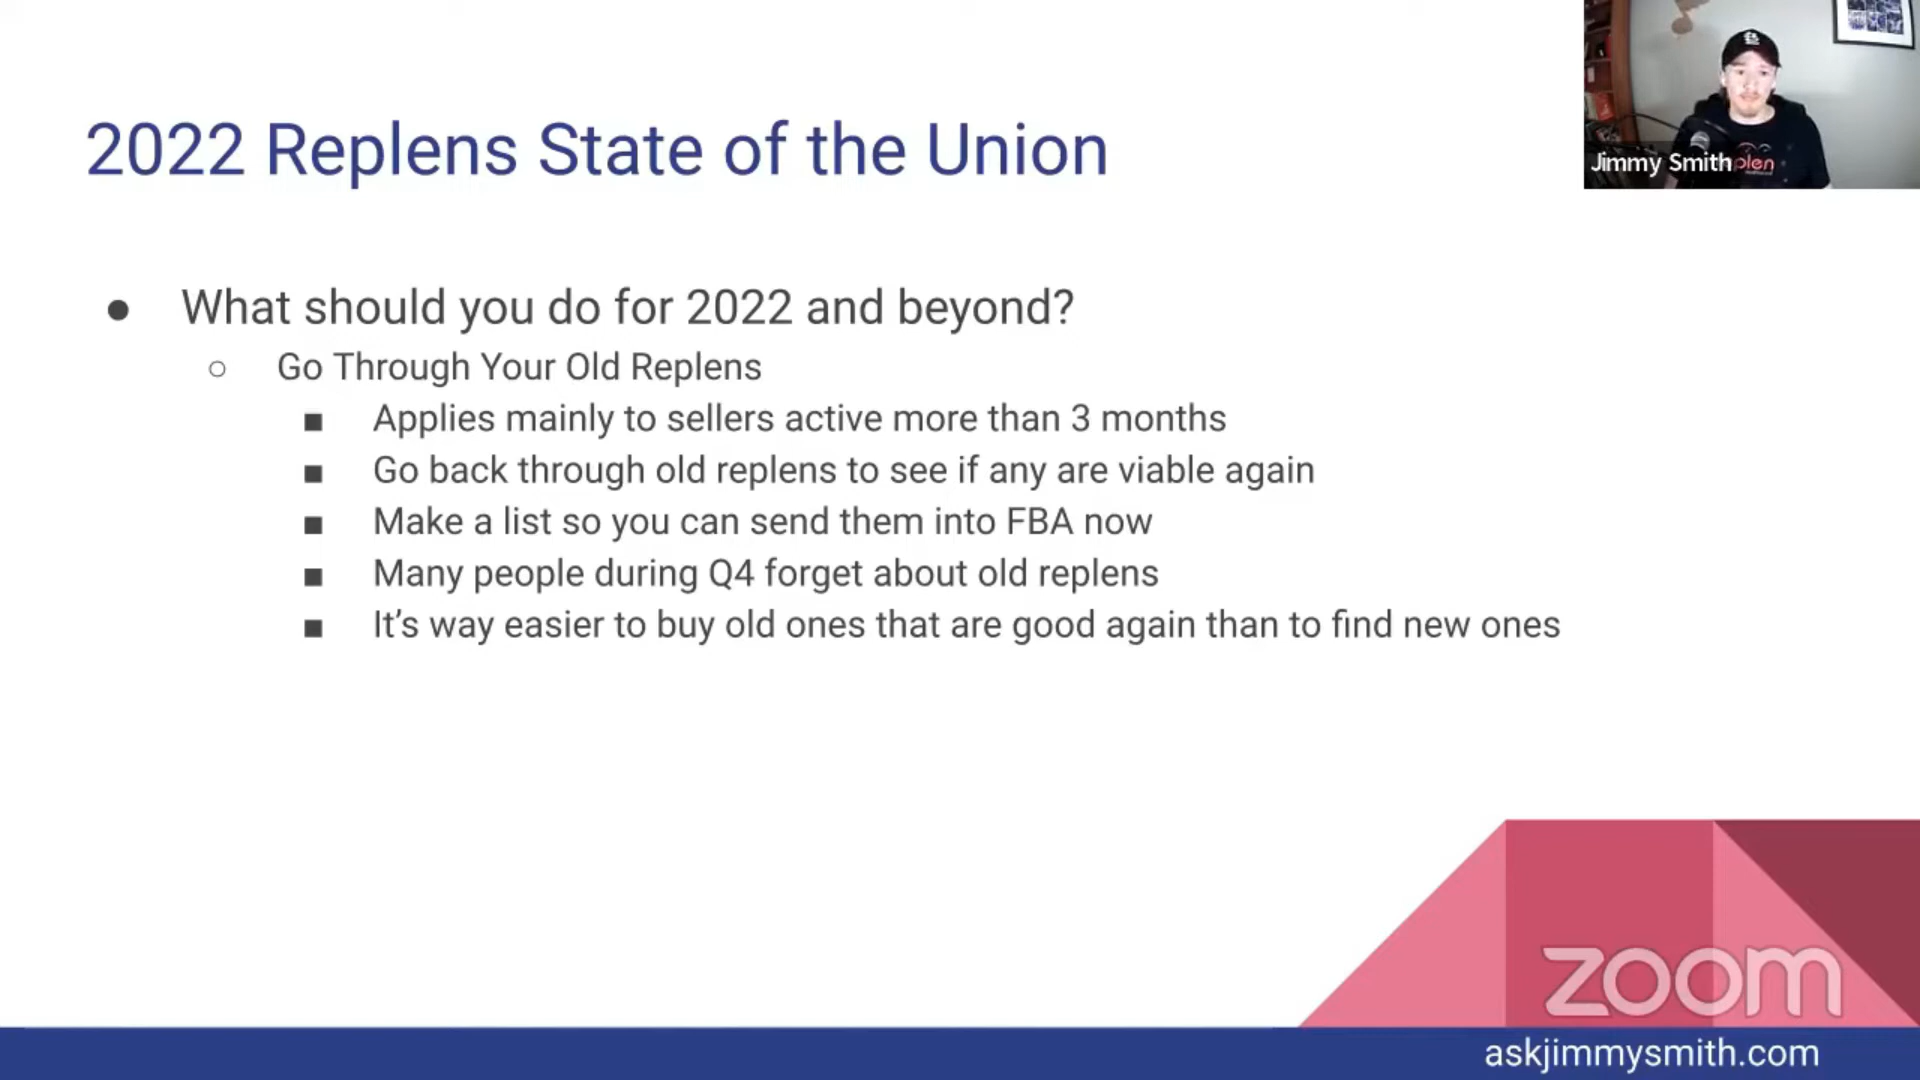 2022 Replens State of the Union
Jimmy Smith
plen
● What should you do for 2022 and beyond?
○ Go Through Your Old Replens
■ Applies mainly to sellers active more than 3 months
■ Go back through old replens to see if any are viable again
■ Make a list so you can send them into FBA now
■ Many people during Q4 forget about old replens
■ It’s way easier to buy old ones that are good again than to find new ones
zoom
askjimmysmith.com